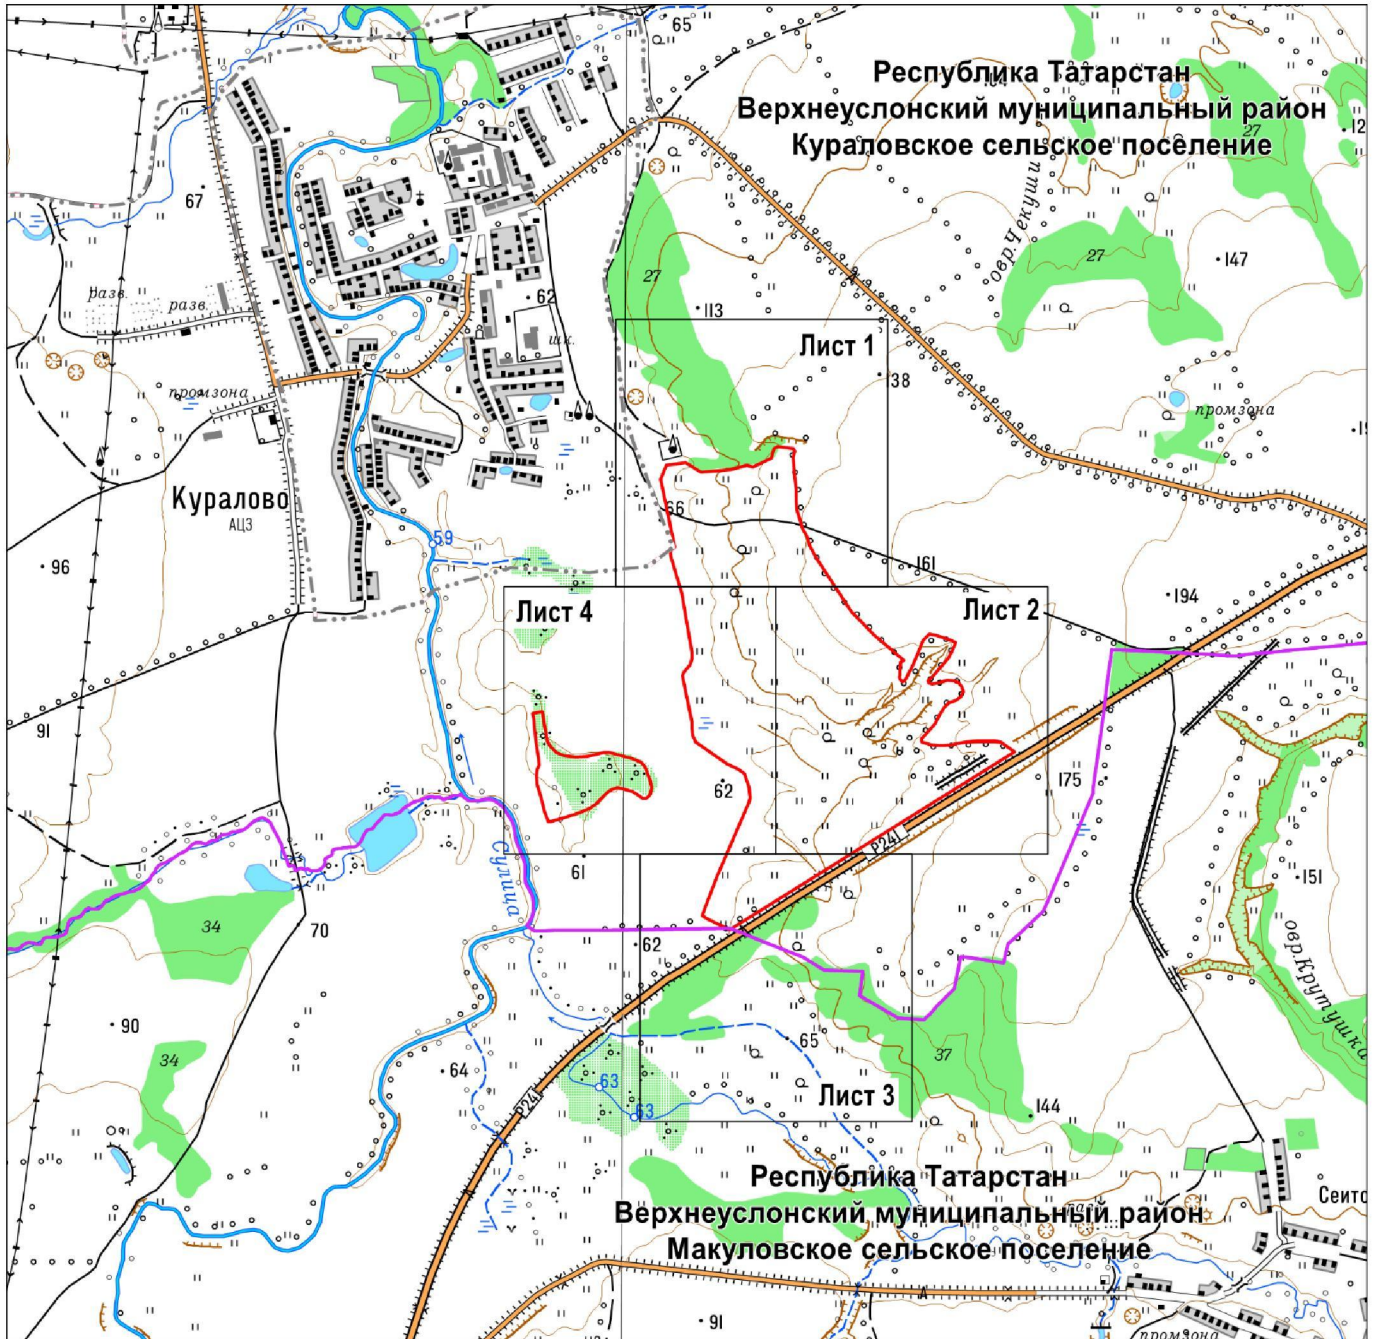 65
разв.
Республика Татарстан
164
Верхнеуслонский муниципальный район
27
Кураловское сельское поселение
67
овр.Чекуши
27
27
147
разв.
разв.
62
113
шк.
Лист 1
138
промзона
промзона
66
Куралово
АЦЗ
59
96
161
194
Лист 4
Лист 2
91
62
175
Р241
Сулица
61
151
34
70
62
овр.Крутушка
90
65
37
34
64
63
63
Р241
Лист 3
144
Республика Татарстан
Верхнеуслонский муниципальный район
Макуловское сельское поселение
Сеито
91
промзона